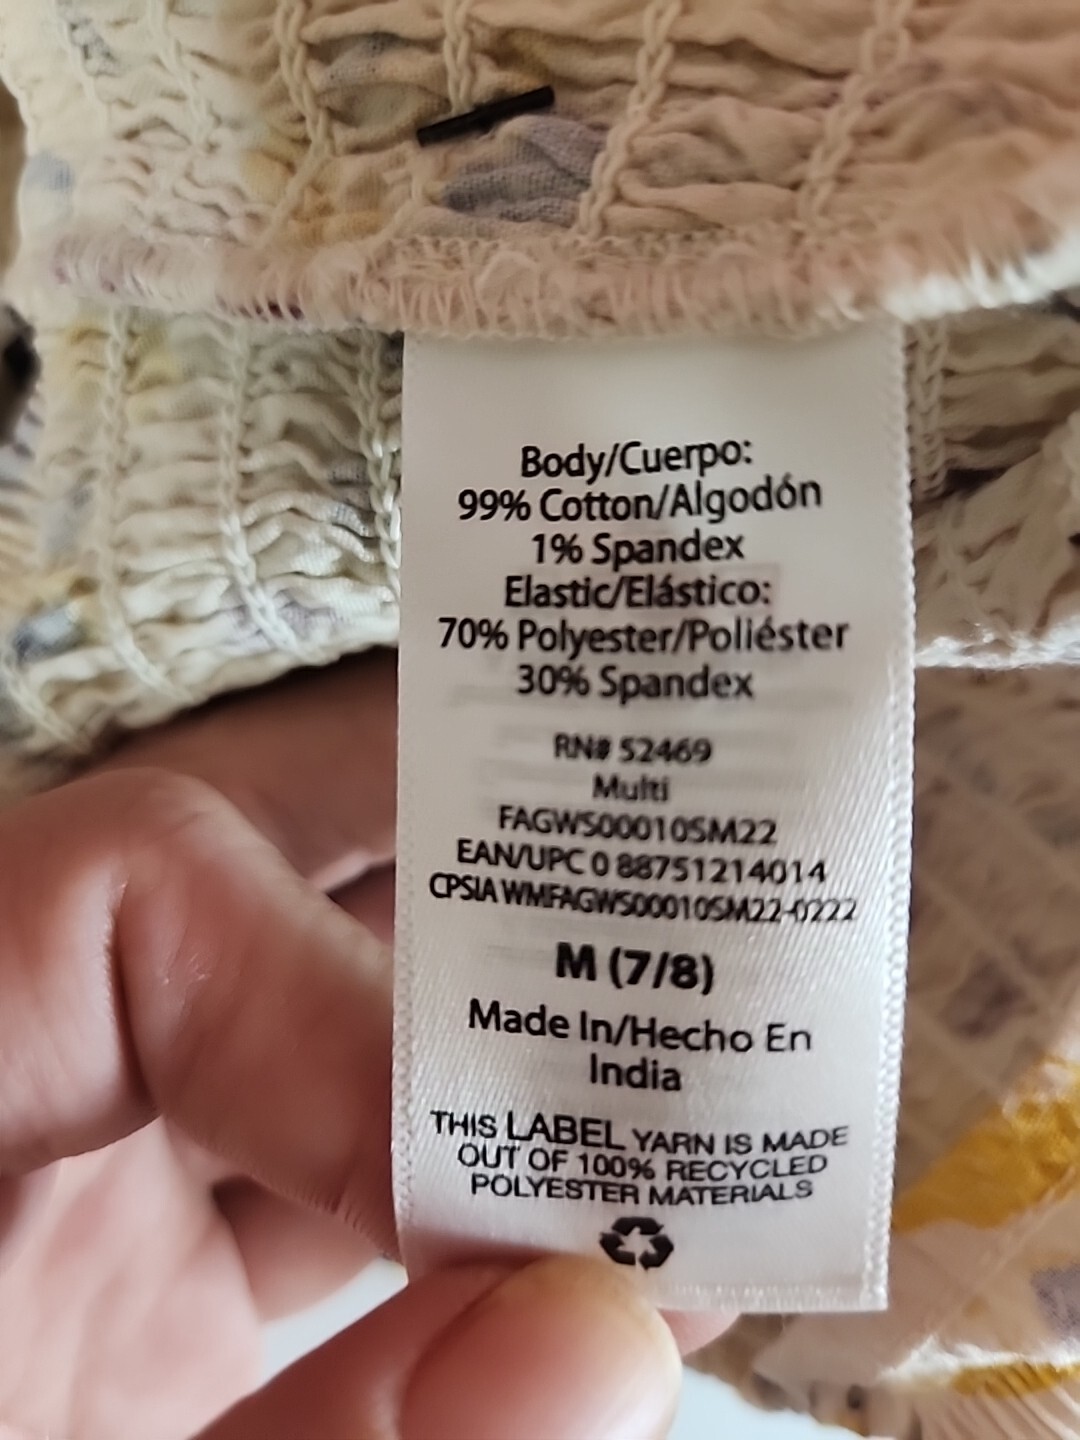 Body/Cuerpo:
99% Cotton/Algodón
1% Spandex
Elastic/Elástico:
70% Polyester/Poliéster
30% Spandex
RN# 52469
Multi
FAGWS00010SM22
EAN/UPC 0 88751214014
CPSIA WMFAGWS00010SM22-0222
M (7/8)
Made In/Hecho En
India
THIS LABEL YARN IS MADE
OUT OF 100% RECYCLED
POLYESTER MATERIALS